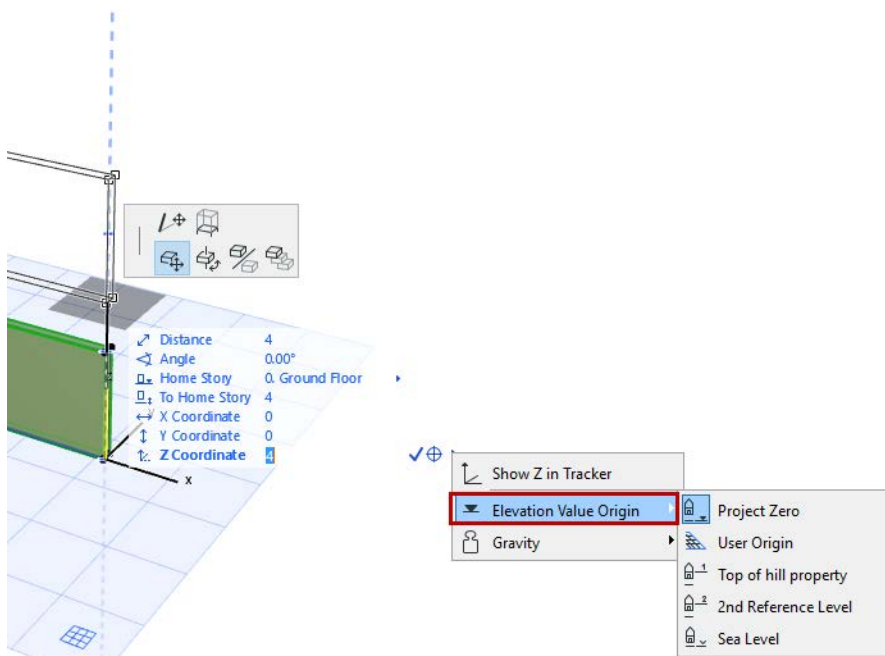 Distance 4
Angle 0.00°
Home Story 0. Ground Floor
To Home Story 4
X Coordinate 0
Y Coordinate 0
Z Coordinate 4
y
x
Show Z in Tracker
Elevation Value Origin
Gravity
Project Zero
User Origin
1 Top of hill property
2 2nd Reference Level
Sea Level